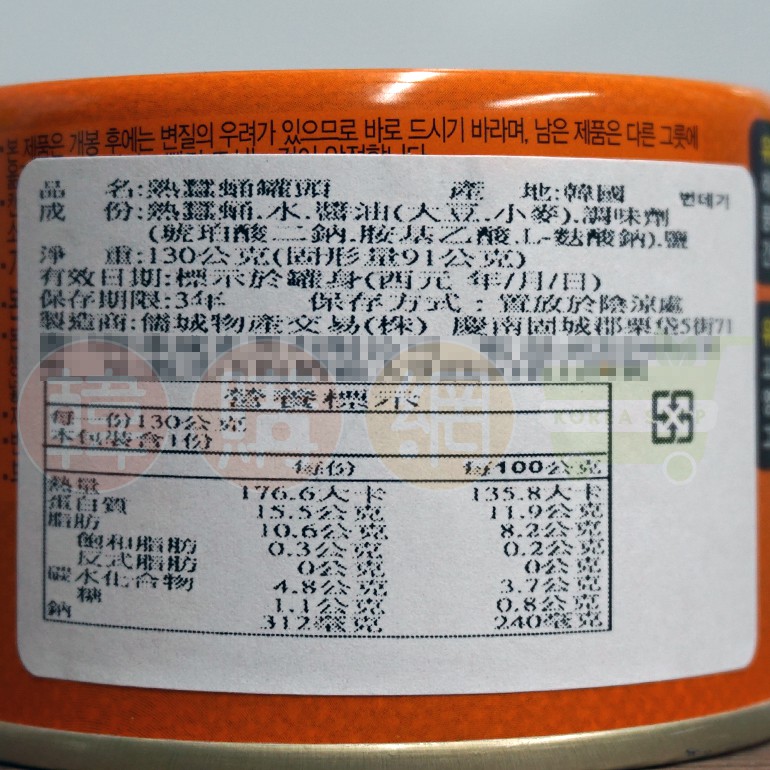 제품은 개봉 후에는 변질의 우려가 있으므로 바로 드시기 바라며, 남은 제품은 다른 그릇에
品 名:熟蠶蛹罐頭 產 地:韓國 번데기
成 份:熟蠶蛹.水.醬油(大豆.小麥).調味劑
(琥珀酸二鈉.胺基乙酸.L-麩酸鈉).鹽
淨 重:130公克(固形量91公克)
有效日期:標示於罐身(西元 年/月/日)
保存期限:3年 保存方式:置放於陰涼處
製造商:儒城物產交易(株) 慶南固城郡栗垈5街71
韓購網 KOREA SHOP
營養標示
每一份130公克
本包裝含1份
每份 每100公克
熱量 176.6大卡 135.8大卡
蛋白質 15.5公克 11.9公克
脂肪 10.6公克 8.2公克
飽和脂肪 0.3公克 0.2公克
反式脂肪 0公克 0公克
碳水化合物 4.8公克 3.7公克
糖 1.1公克 0.8公克
鈉 312毫克 240毫克